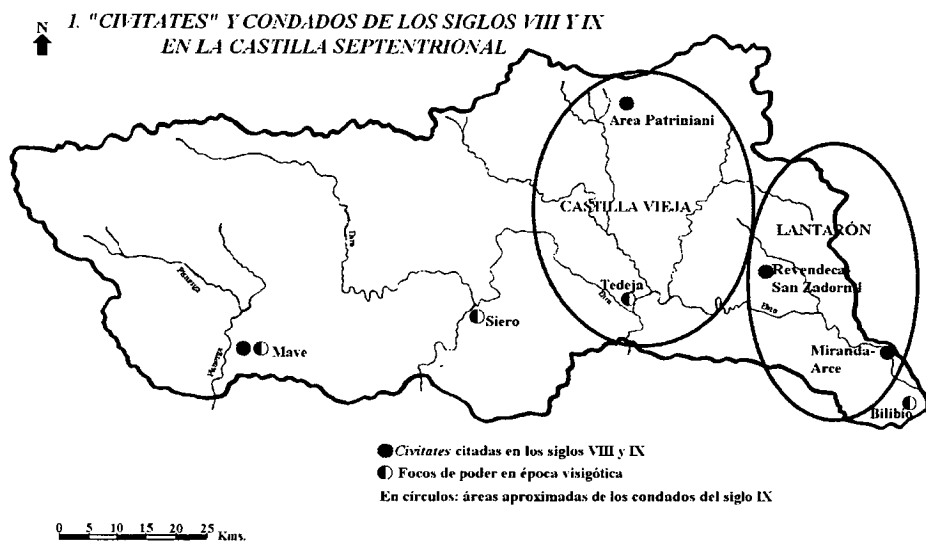 N
1. "CIVITATES" Y CONDADOS DE LOS SIGLOS VIII Y IX
EN LA CASTILLA SEPTENTRIONAL
Area Patriniani
CASTILLA VIEJA
LANTARÓN
Ebro
Pisuerga
Revendeca-
San Zadornil
Tedeja
Ebro
Ebro
Siero
Mave
Pisuerga
Miranda-
Arce
Bilibio
Civitates citadas en los siglos VIII y IX
Focos de poder en época visigótica
En círculos: áreas aproximadas de los condados del siglo IX
0 5 10 15 20 25 Kms.